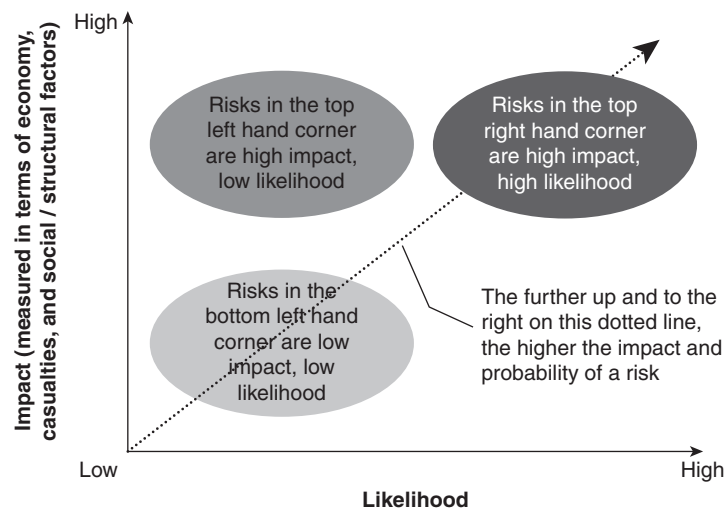 High
Impact (measured in terms of economy,
casualties, and social / structural factors)
Risks in the top
left hand corner
are high impact,
low likelihood
Risks in the top
right hand corner
are high impact,
high likelihood
Risks in the
bottom left hand
corner are low
impact, low
likelihood
The further up and to the
right on this dotted line,
the higher the impact and
probability of a risk
Low
High
Likelihood